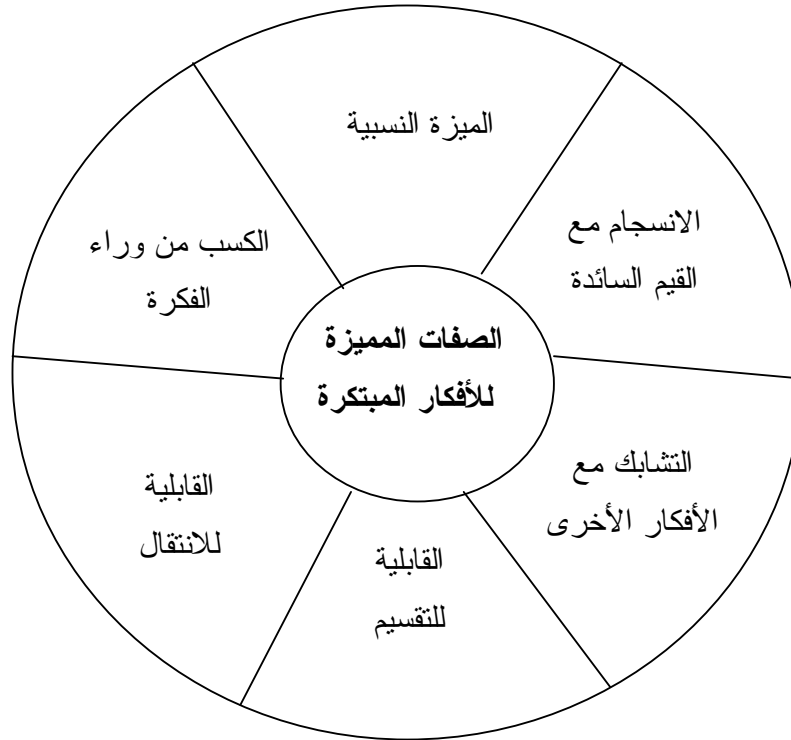 الميزة النسبية
الانسجام مع
القيم السائدة
الكسب من وراء
الفكرة
الصفات المميزة
للأفكار المبتكرة
التشابك مع
الأفكار الأخرى
القابلية
للانتقال
القابلية
للتقسيم